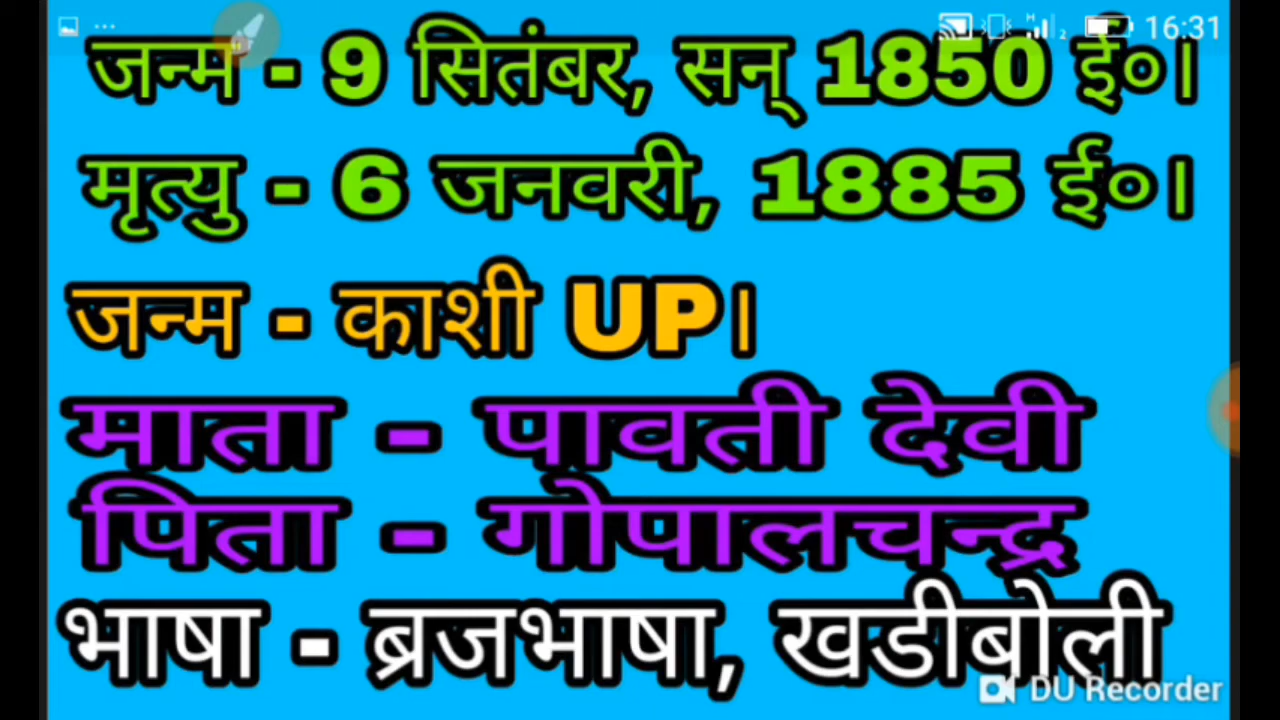 16:31
जन्म - 9 सितंबर, सन् 1850 ई०।
मृत्यु - 6 जनवरी, 1885 ई०।
जन्म - काशी UP।
माता - पावती देवी
पिता - गोपालचन्द्र
भाषा - ब्रजभाषा, खडीबोली
DU Recorder